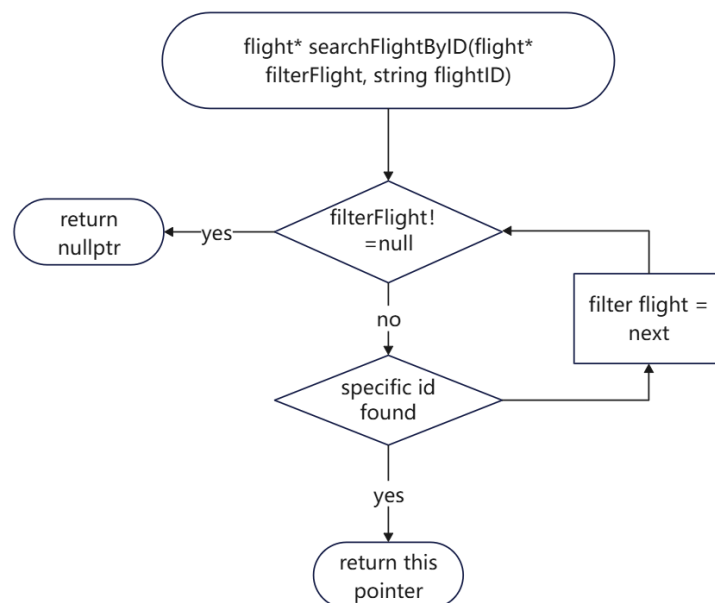 flight* searchFlightByID(flight*
filterFlight, string flightID)
filterFlight!
=null
yes
return
nullptr
no
filter flight =
next
specific id
found
yes
return this
pointer